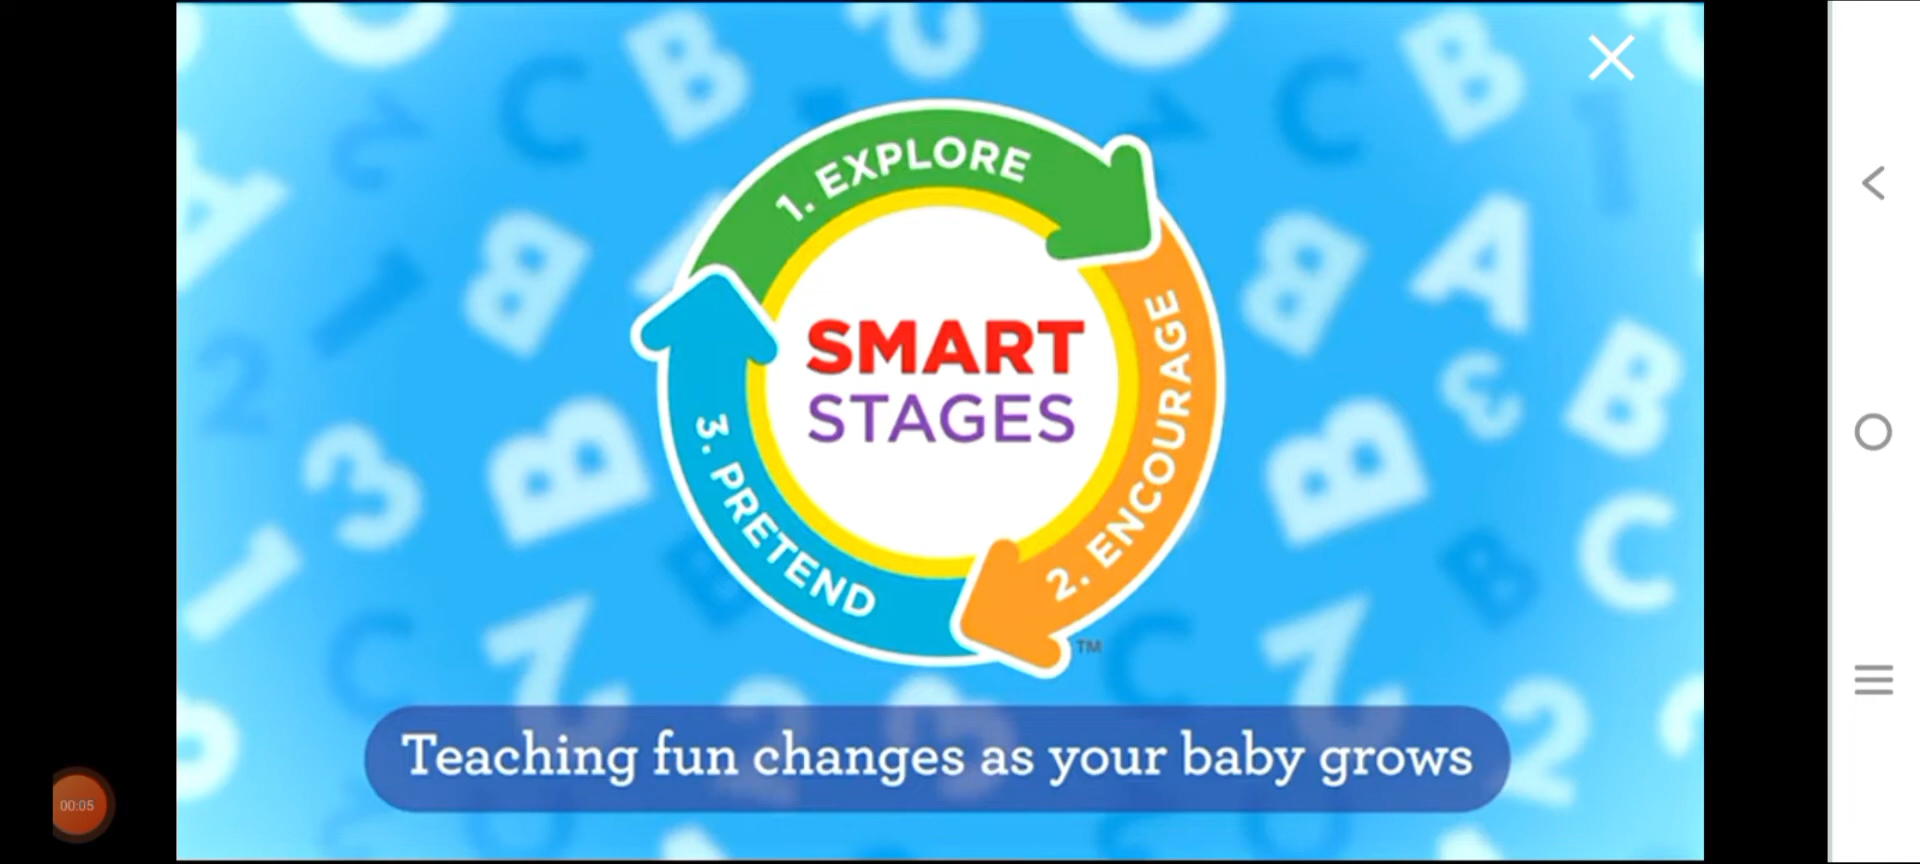 1. EXPLORE
2. ENCOURAGE
3. PRETEND
SMART
STAGES
TM
Teaching fun changes as your baby grows
00:05